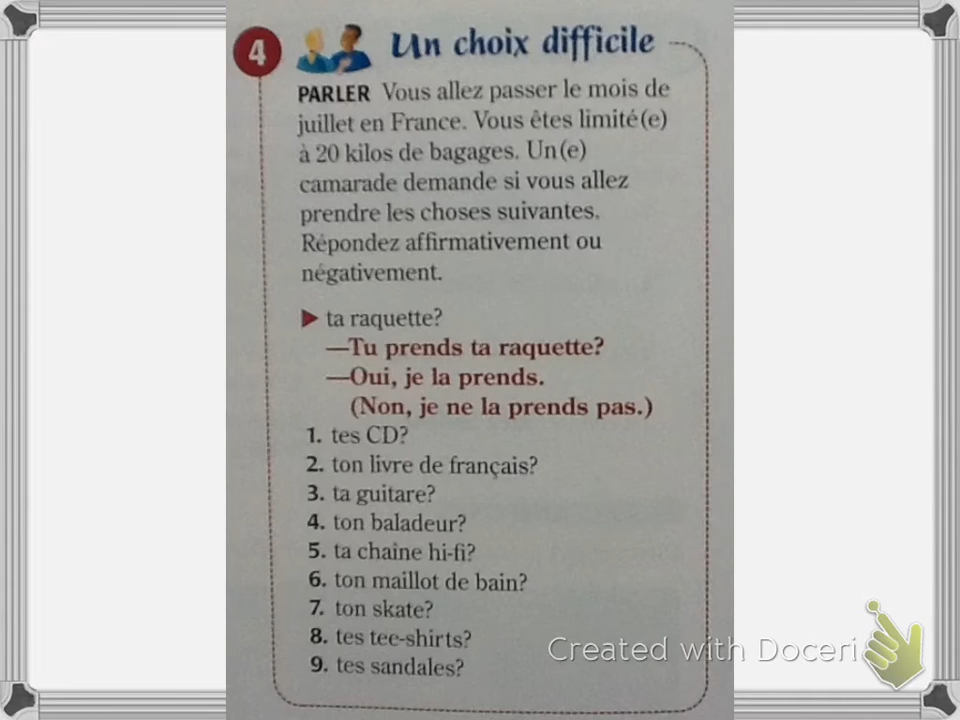 4 Un choix difficile
PARLER Vous allez passer le mois de
juillet en France. Vous êtes limité(e)
à 20 kilos de bagages. Un(e)
camarade demande si vous allez
prendre les choses suivantes.
Répondez affirmativement ou
négativement.
▶ ta raquette?
—Tu prends ta raquette?
—Oui, je la prends.
(Non, je ne la prends pas.)
1. tes CD?
2. ton livre de français?
3. ta guitare?
4. ton baladeur?
5. ta chaîne hi-fi?
6. ton maillot de bain?
7. ton skate?
8. tes tee-shirts?
9. tes sandales?
Created with Doceri